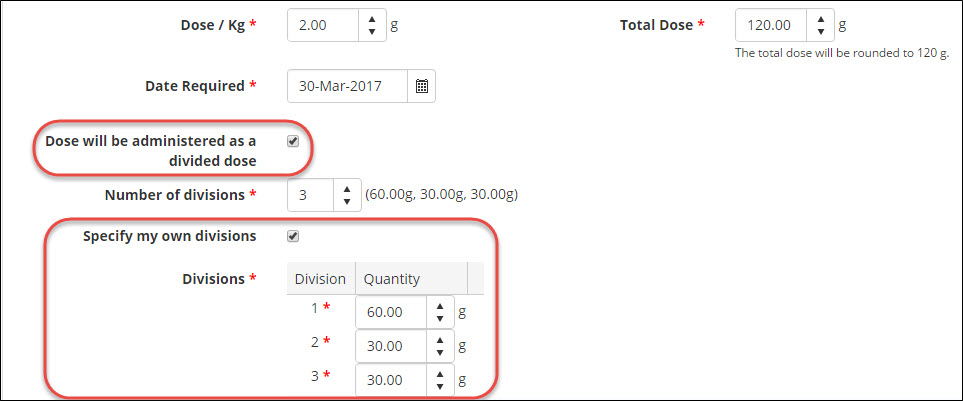 Dose / Kg * 2.00 g Total Dose * 120.00 g
The total dose will be rounded to 120 g.
Date Required * 30-Mar-2017
Dose will be administered as a
divided dose
Number of divisions * 3 (60.00g, 30.00g, 30.00g)
Specify my own divisions
Divisions * Division Quantity
1 * 60.00 g
2 * 30.00 g
3 * 30.00 g